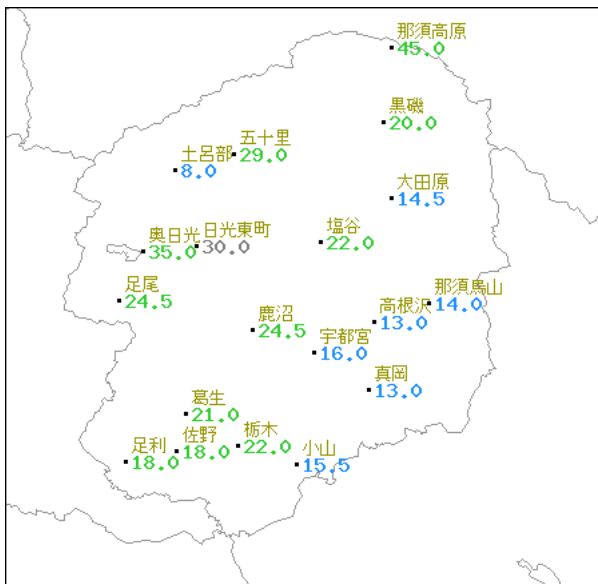 那須高原
45.0
黒磯
20.0
五十里
29.0
土呂部
8.0
大田原
14.5
日光東町
30.0
奥日光
35.0
塩谷
22.0
足尾
24.5
那須烏山
14.0
高根沢
13.0
鹿沼
24.5
宇都宮
16.0
真岡
13.0
葛生
21.0
栃木
22.0
佐野
18.0
足利
18.0
小山
15.5